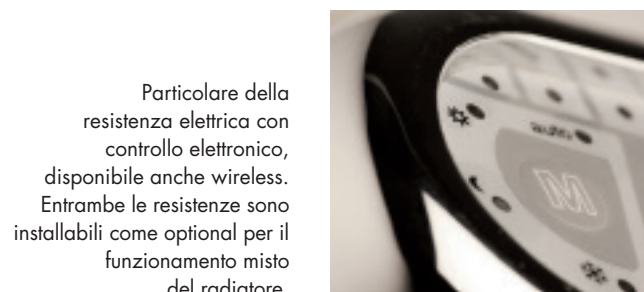 Particolare della
resistenza elettrica con
controllo elettronico,
disponibile anche wireless.
Entrambe le resistenze sono
installabili come optional per il
funzionamento misto
del radiatore.
auto
M